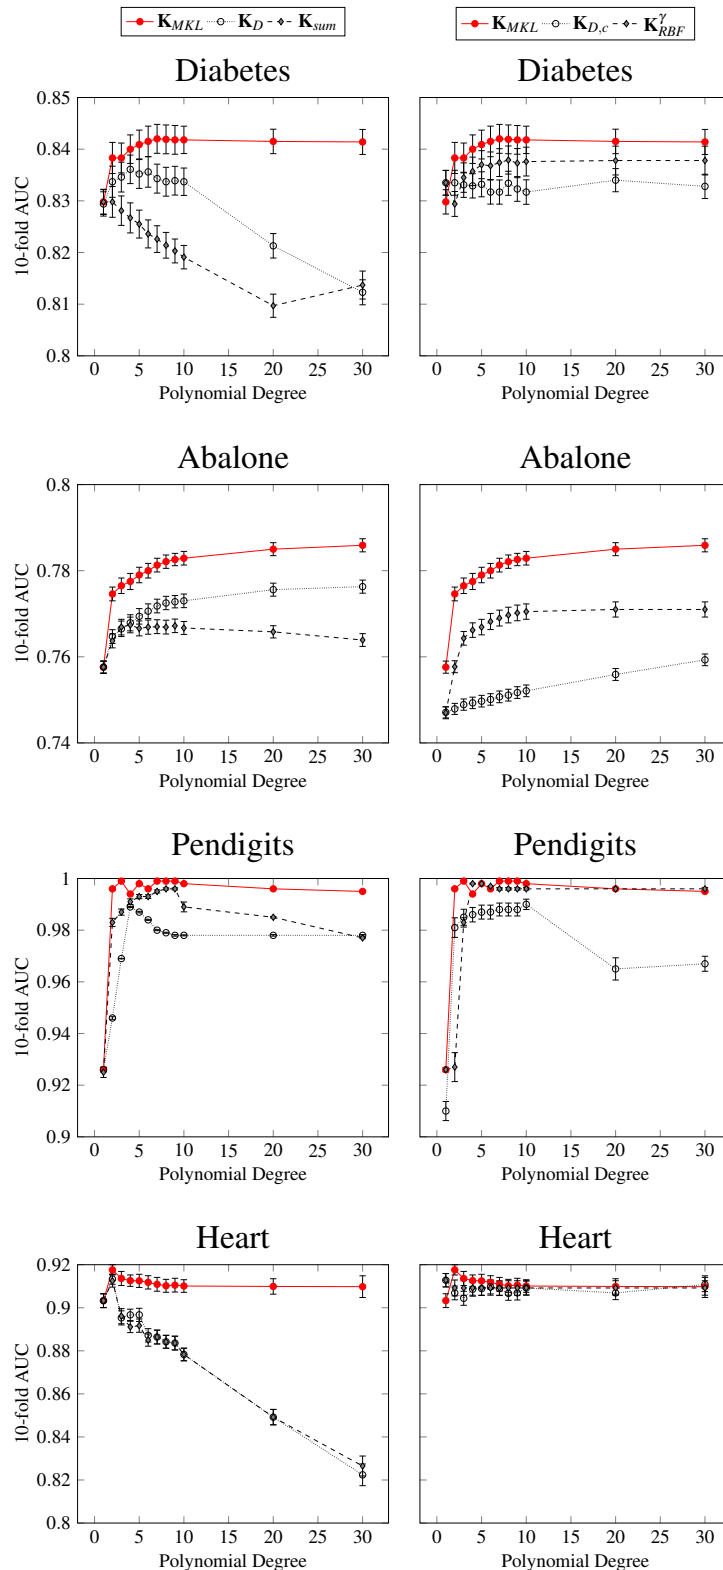 K_MKL K_D K_sum
K_MKL K_{D,c} K^γ_RBF
Diabetes
0.85
0.84
0.83
0.82
0.81
0.8
10-fold AUC
0 5 10 15 20 25 30
Polynomial Degree
Diabetes
0 5 10 15 20 25 30
Polynomial Degree
Abalone
0.8
0.78
0.76
0.74
10-fold AUC
0 5 10 15 20 25 30
Polynomial Degree
Abalone
0 5 10 15 20 25 30
Polynomial Degree
Pendigits
1
0.98
0.96
0.94
0.92
0.9
10-fold AUC
0 5 10 15 20 25 30
Polynomial Degree
Pendigits
0 5 10 15 20 25 30
Polynomial Degree
Heart
0.92
0.9
0.88
0.86
0.84
0.82
0.8
10-fold AUC
0 5 10 15 20 25 30
Polynomial Degree
Heart
0 5 10 15 20 25 30
Polynomial Degree